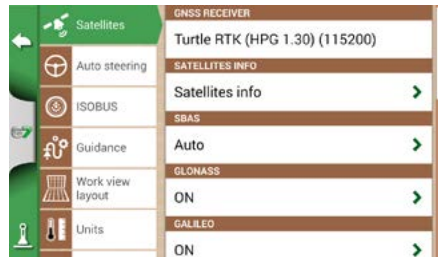 Satellites
Auto steering
ISOBUS
Guidance
Work view
layout
Units
GNSS RECEIVER
Turtle RTK (HPG 1.30) (115200)
SATELLITES INFO
Satellites info
SBAS
Auto
GLONASS
ON
GALILEO
ON